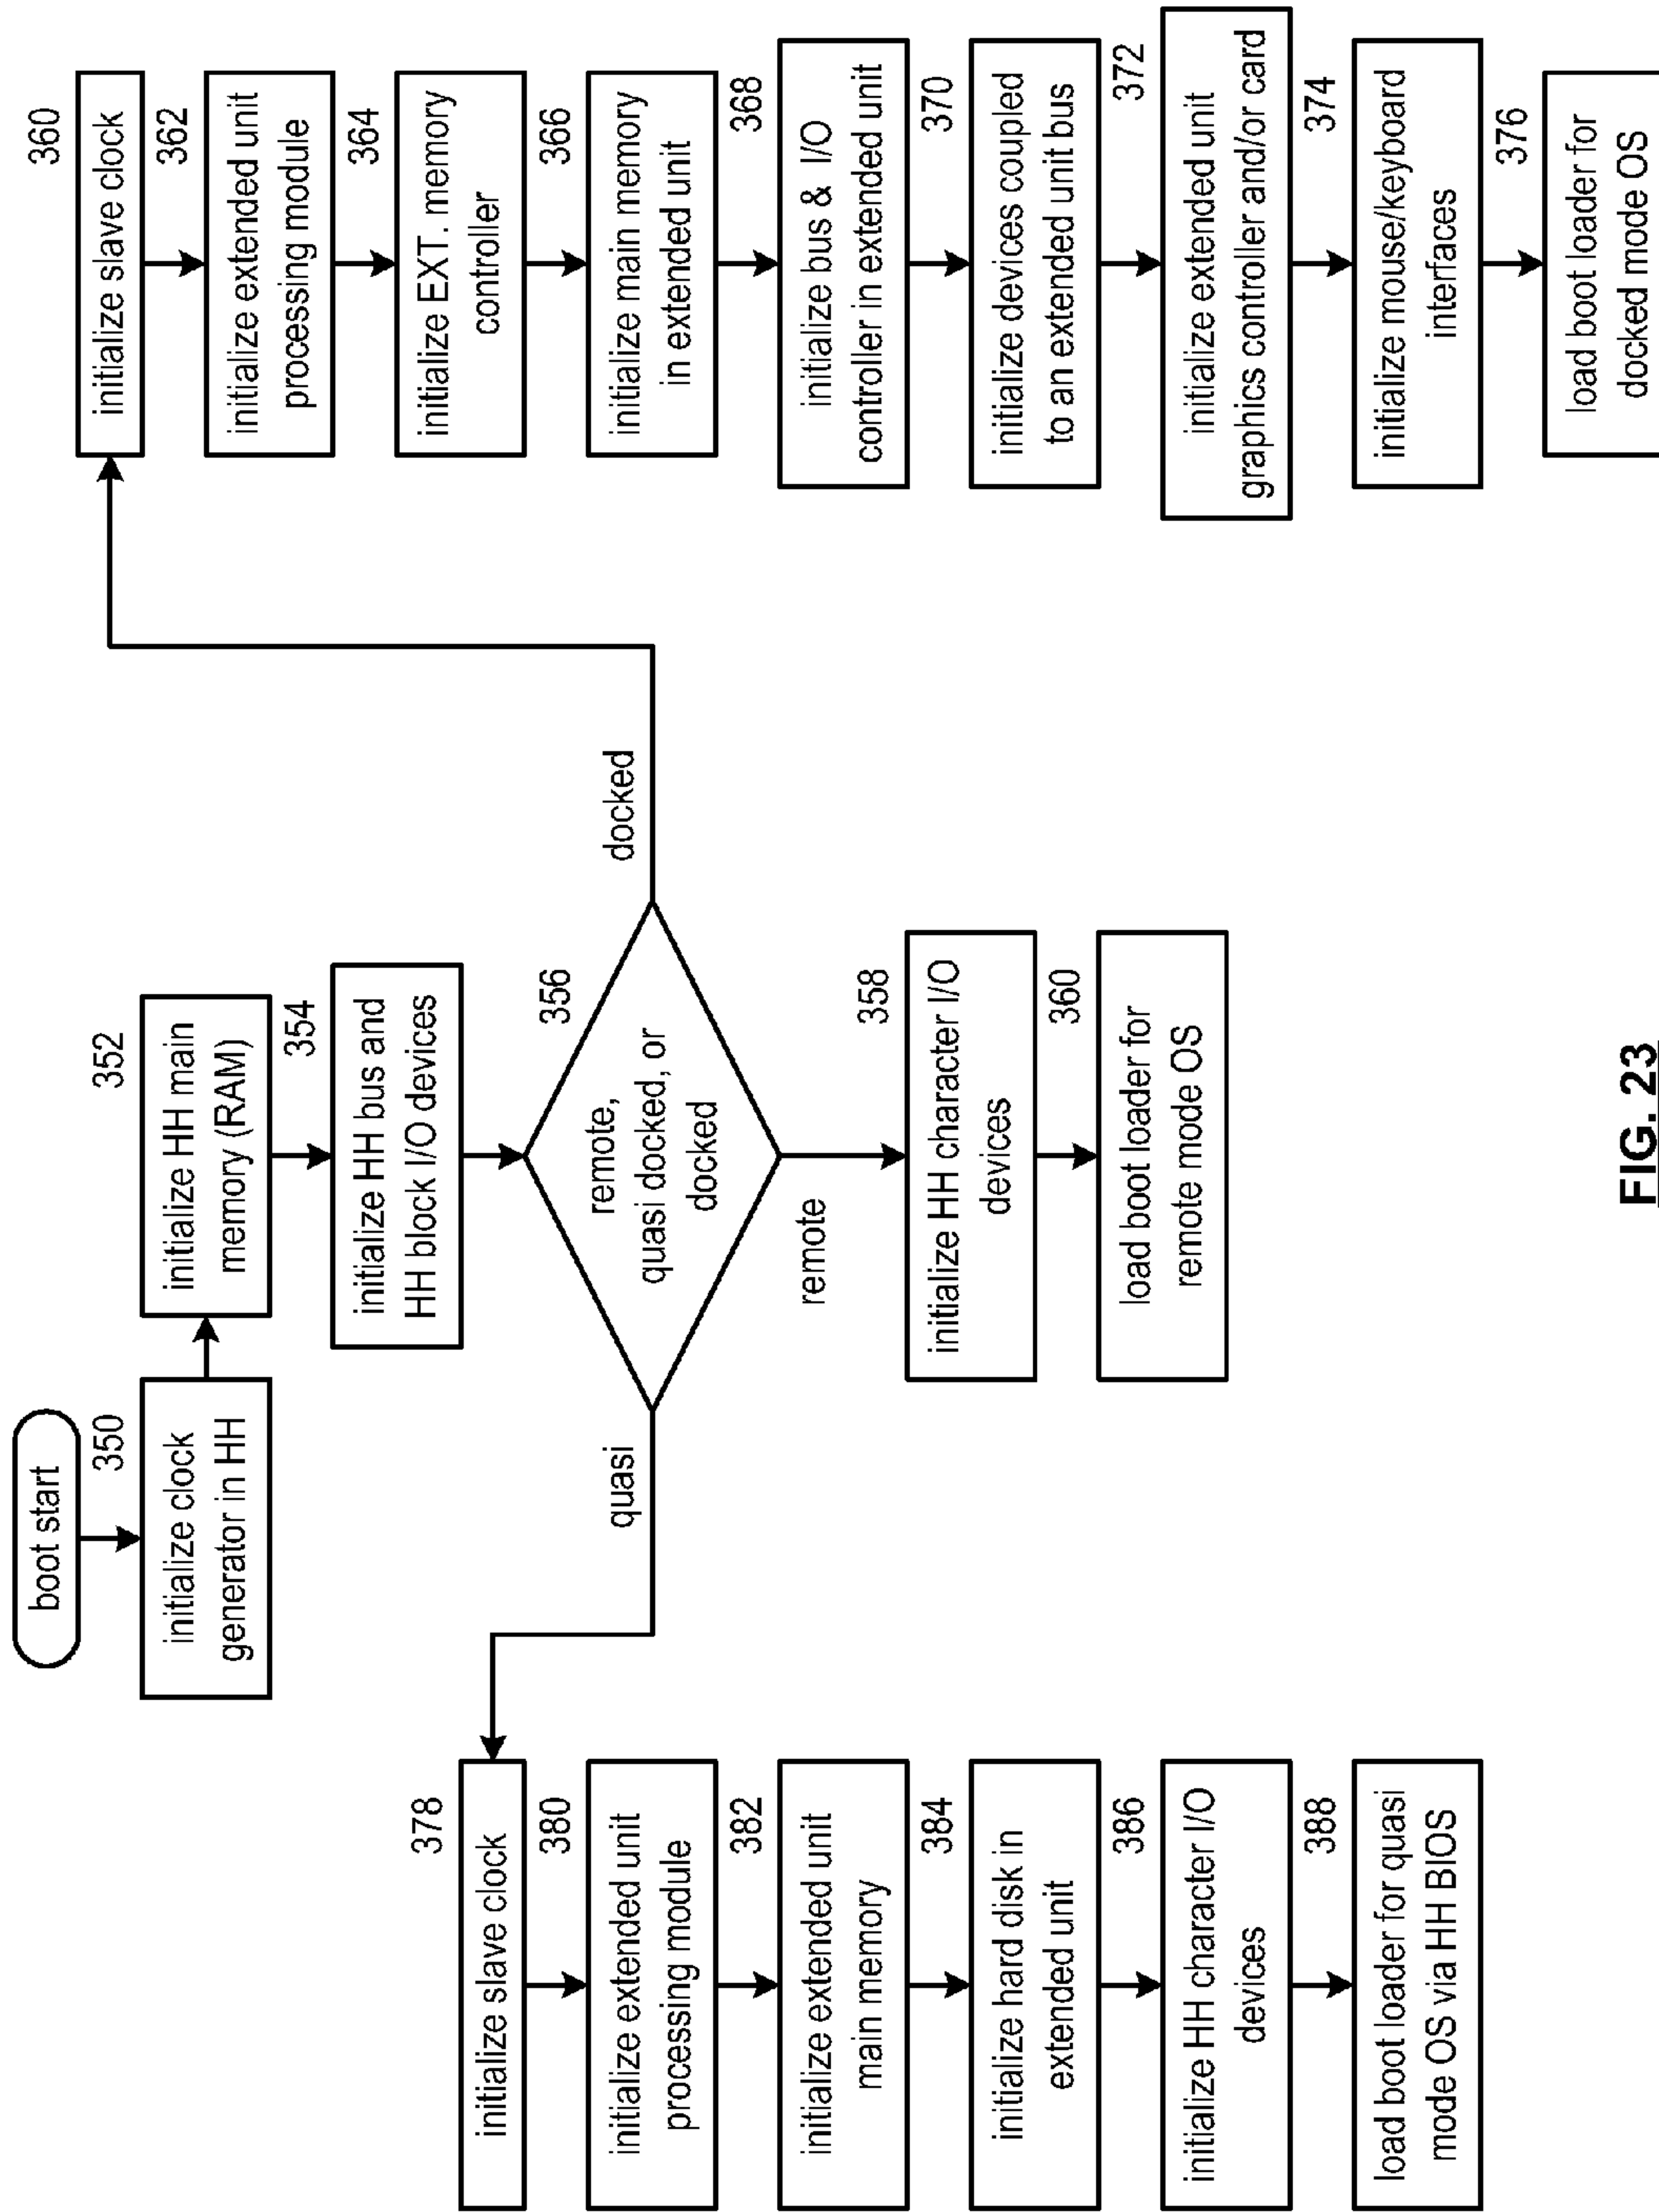 boot start
350
initialize clock
generator in HH
352
initialize HH main
memory (RAM)
354
initialize HH bus and
HH block I/O devices
356
remote,
quasi docked, or
docked
quasi
remote
docked
358
initialize HH character I/O
devices
360
load boot loader for
remote mode OS
360
initialize slave clock
362
initialize extended unit
processing module
364
initialize EXT. memory
controller
366
initialize main memory
in extended unit
368
initialize bus & I/O
controller in extended unit
370
initialize devices coupled
to an extended unit bus
372
initialize extended unit
graphics controller and/or card
374
initialize mouse/keyboard
interfaces
376
load boot loader for
docked mode OS
378
initialize slave clock
380
initialize extended unit
processing module
382
initialize extended unit
main memory
384
initialize hard disk in
extended unit
386
initialize HH character I/O
devices
388
load boot loader for quasi
mode OS via HH BIOS
FIG. 23